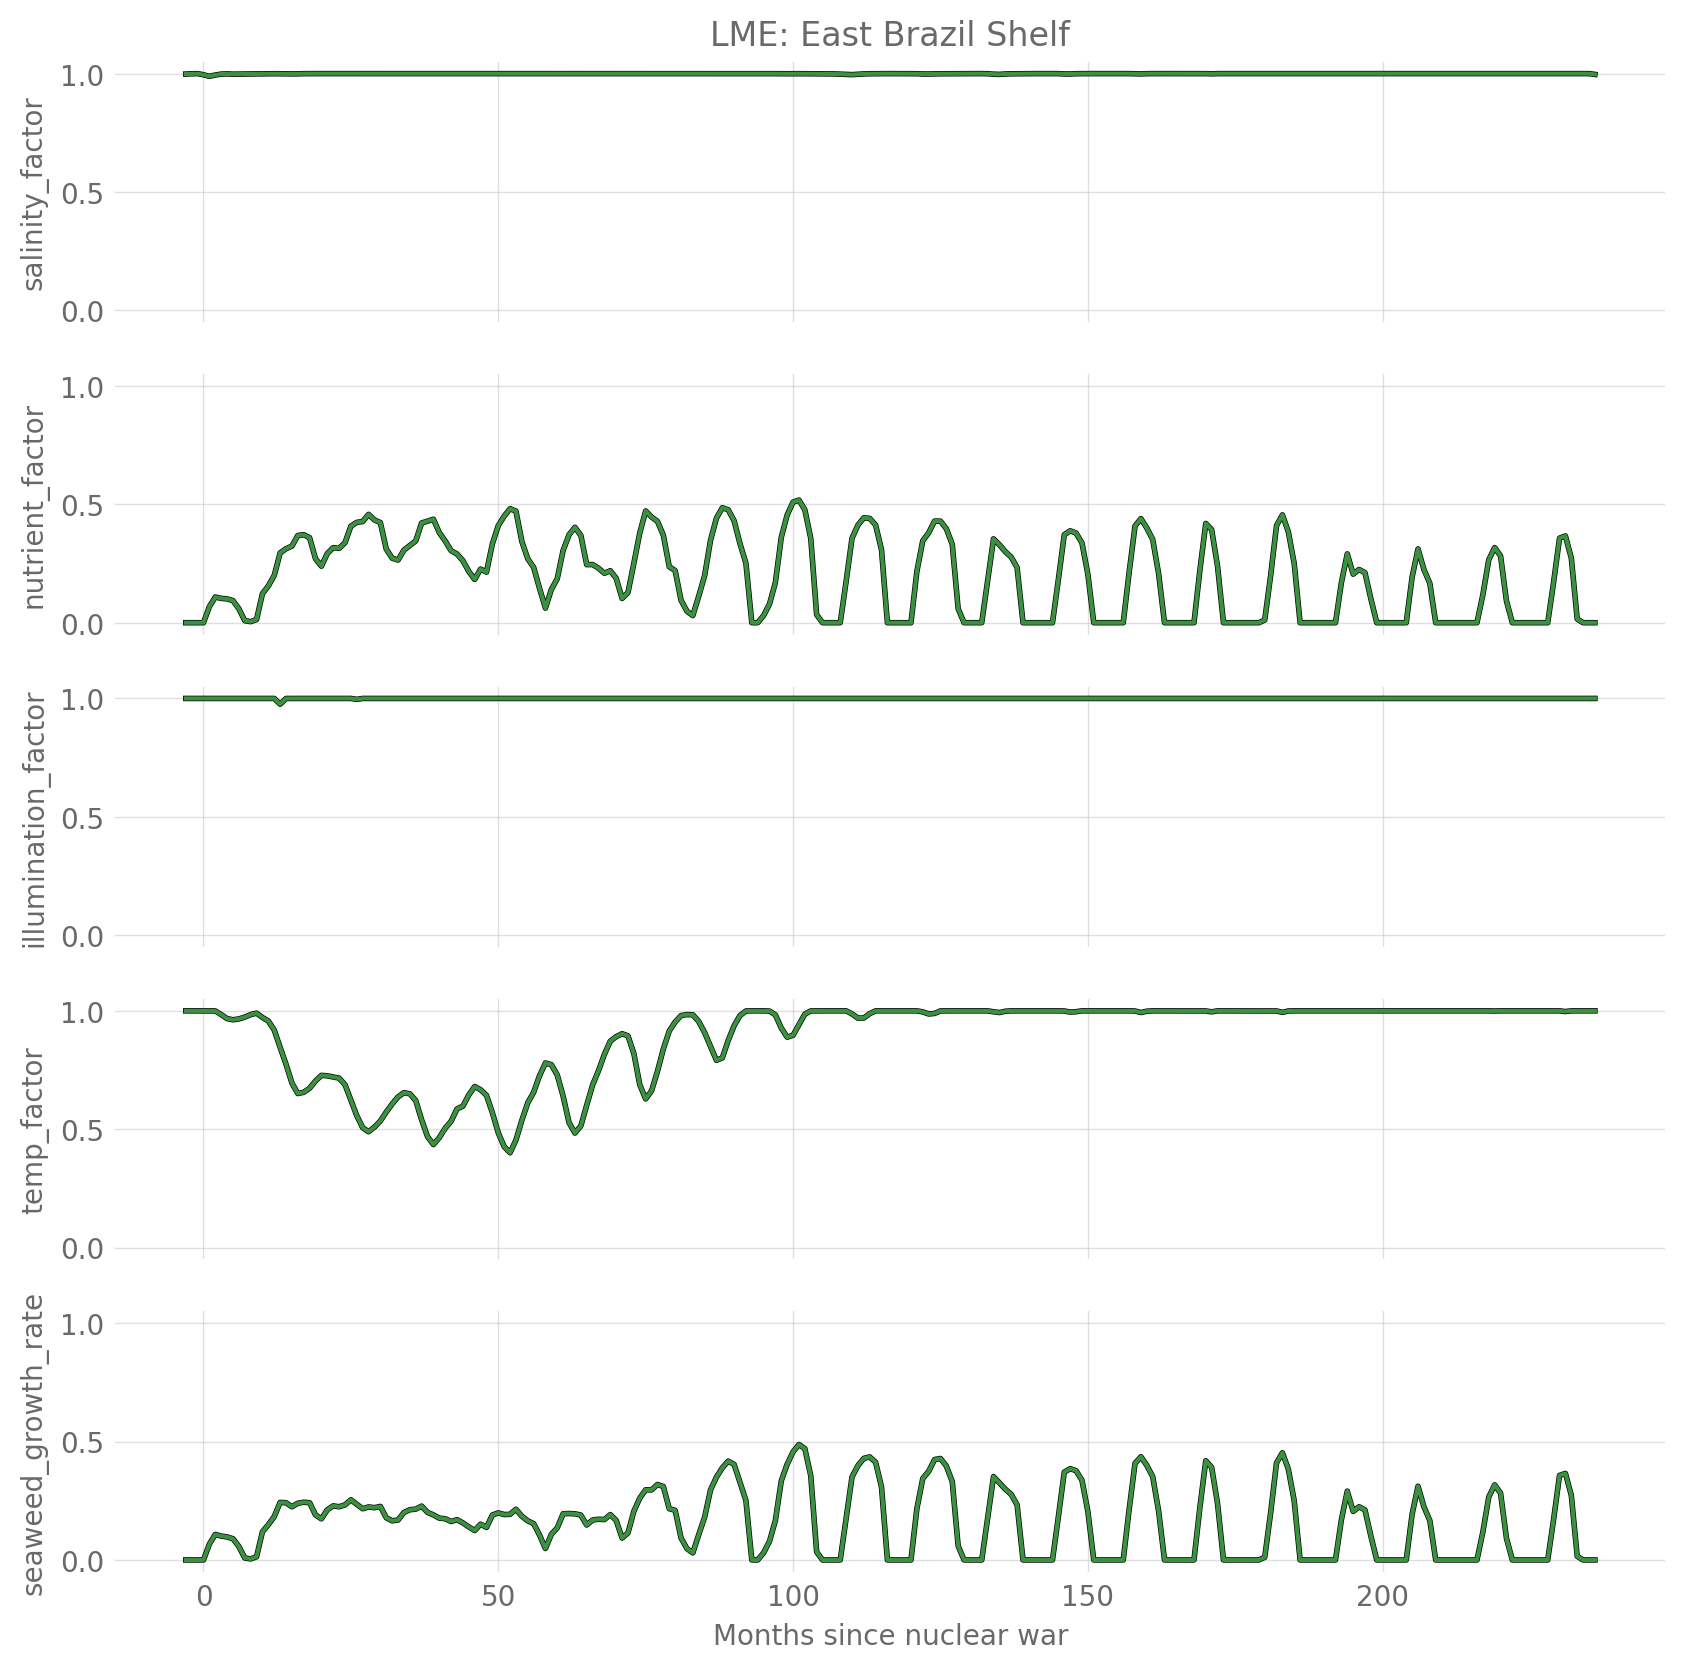 LME: East Brazil Shelf
1.0
0.5
0.0
salinity_factor
1.0
0.5
0.0
nutrient_factor
1.0
0.5
0.0
illumination_factor
1.0
0.5
0.0
temp_factor
1.0
0.5
0.0
seaweed_growth_rate
0 50 100 150 200
Months since nuclear war